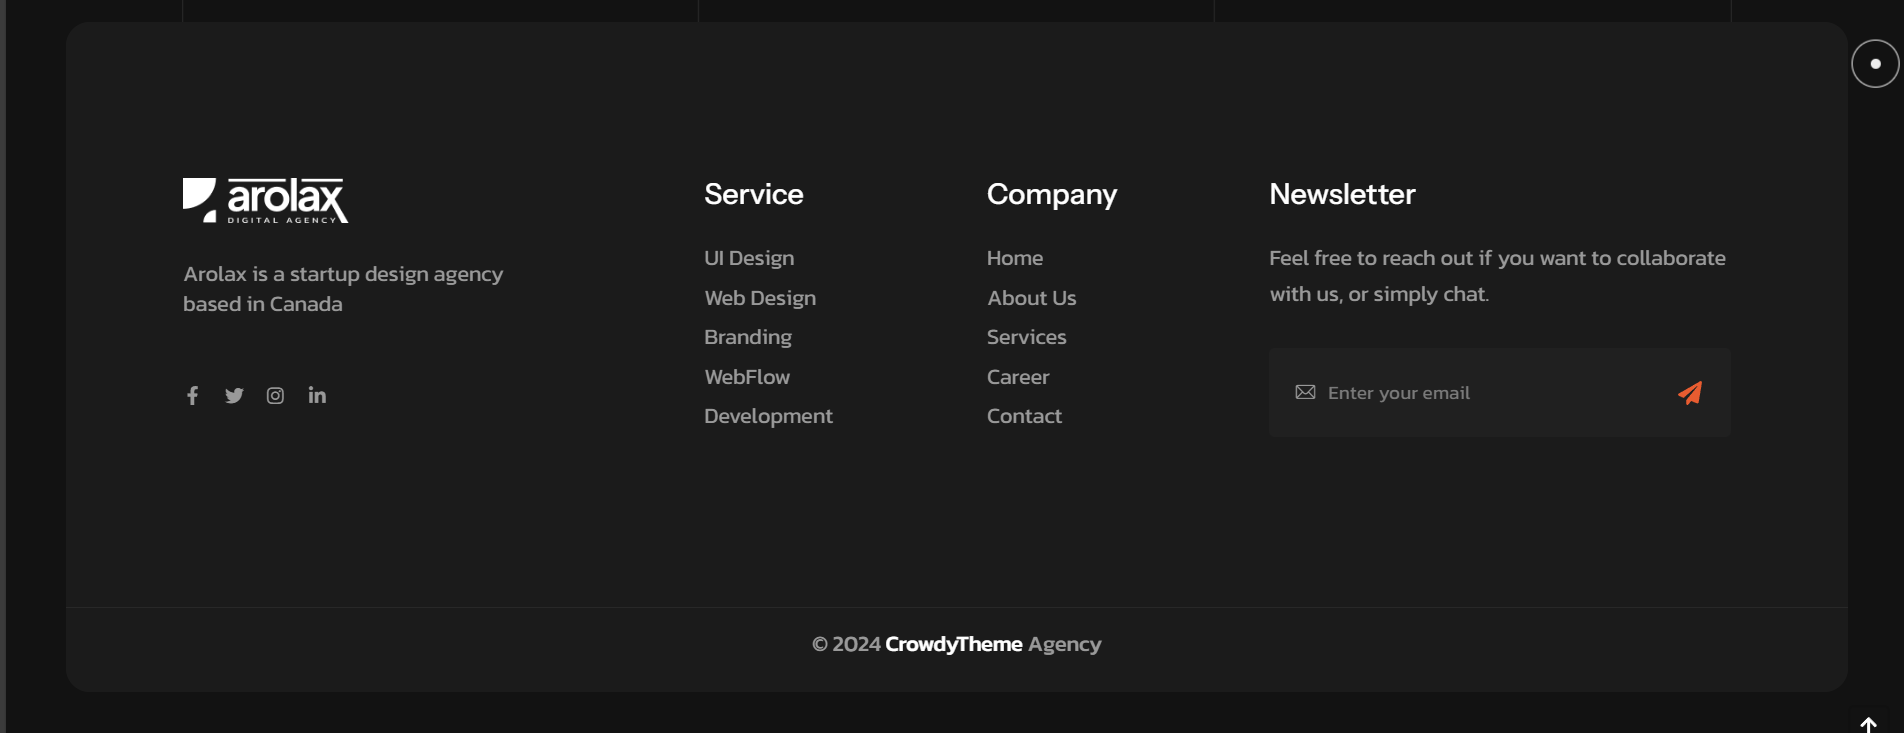 arolax
DIGITAL AGENCY
Arolax is a startup design agency
based in Canada
Service
UI Design
Web Design
Branding
WebFlow
Development
Company
Home
About Us
Services
Career
Contact
Newsletter
Feel free to reach out if you want to collaborate
with us, or simply chat.
Enter your email
© 2024 CrowdyTheme Agency